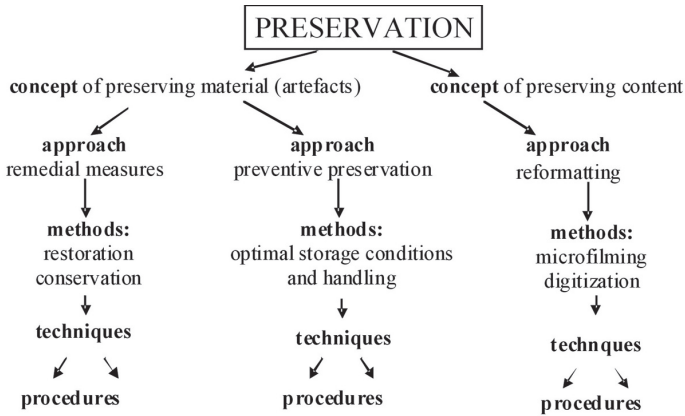 PRESERVATION
concept of preserving material (artefacts)
concept of preserving content
approach
remedial measures
approach
preventive preservation
approach
reformatting
methods:
restoration
conservation
methods:
optimal storage conditions
and handling
methods:
microfilming
digitization
techniques
techniques
technques
procedures
procedures
procedures